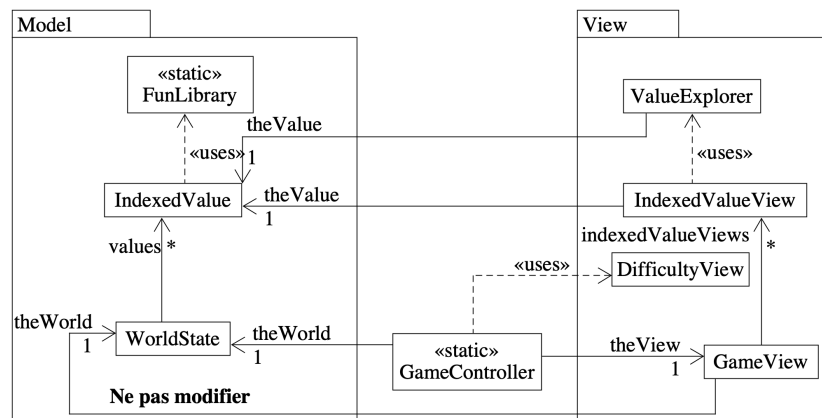 Model
View
«static»
FunLibrary
ValueExplorer
theValue
«uses»
1
«uses»
IndexedValue
theValue
1
IndexedValueView
values *
indexedValueViews
*
«uses»
DifficultyView
theWorld
1
WorldState
theWorld
1
«static»
GameController
theView
1
GameView
Ne pas modifier